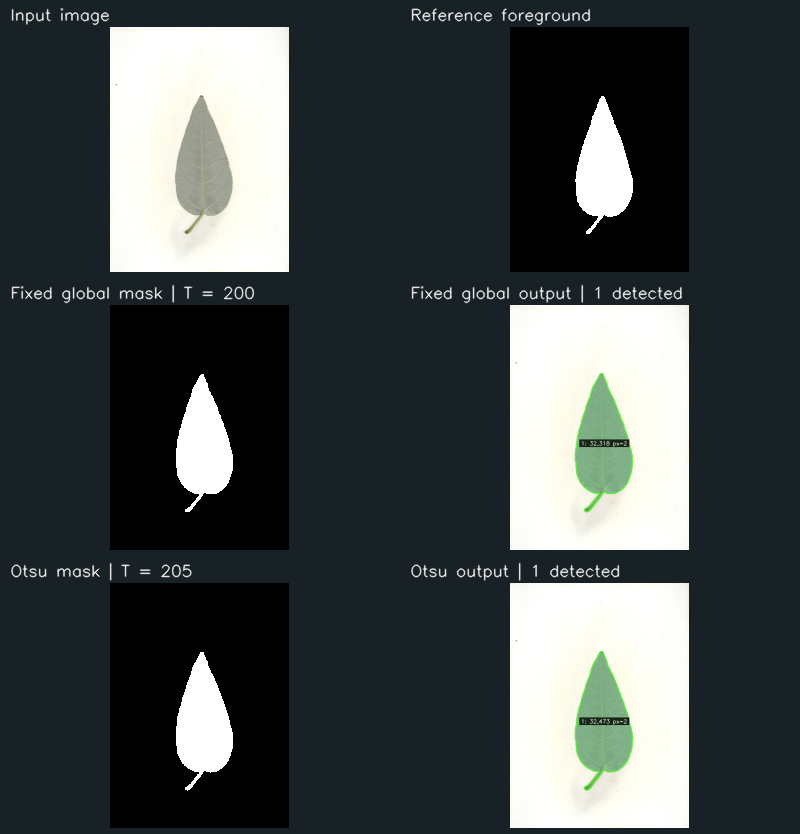 Input image
Reference foreground
Fixed global mask | T = 200
Fixed global output | 1 detected
1: 32,318 px^2
Otsu mask | T = 205
Otsu output | 1 detected
1: 32,473 px^2